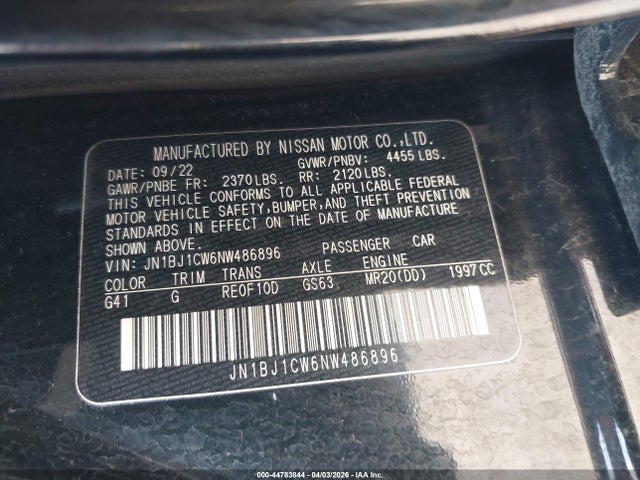 MANUFACTURED BY NISSAN MOTOR CO.,LTD.
DATE: 09/22 GVWR/PNBV: 4455 LBS.
GAWR/PNBE FR: 2370LBS. RR: 2120LBS.
THIS VEHICLE CONFORMS TO ALL APPLICABLE FEDERAL
MOTOR VEHICLE SAFETY,BUMPER,AND THEFT PREVENTION
STANDARDS IN EFFECT ON THE DATE OF MANUFACTURE
SHOWN ABOVE.
VIN: JN1BJ1CW6NW486896 PASSENGER CAR
COLOR TRIM TRANS AXLE ENGINE
G41 G RE0F10D GS63 MR20(DD) 1997CC
JN1BJ1CW6NW486896
000-44783844 - 04/03/2026 - IAA Inc.